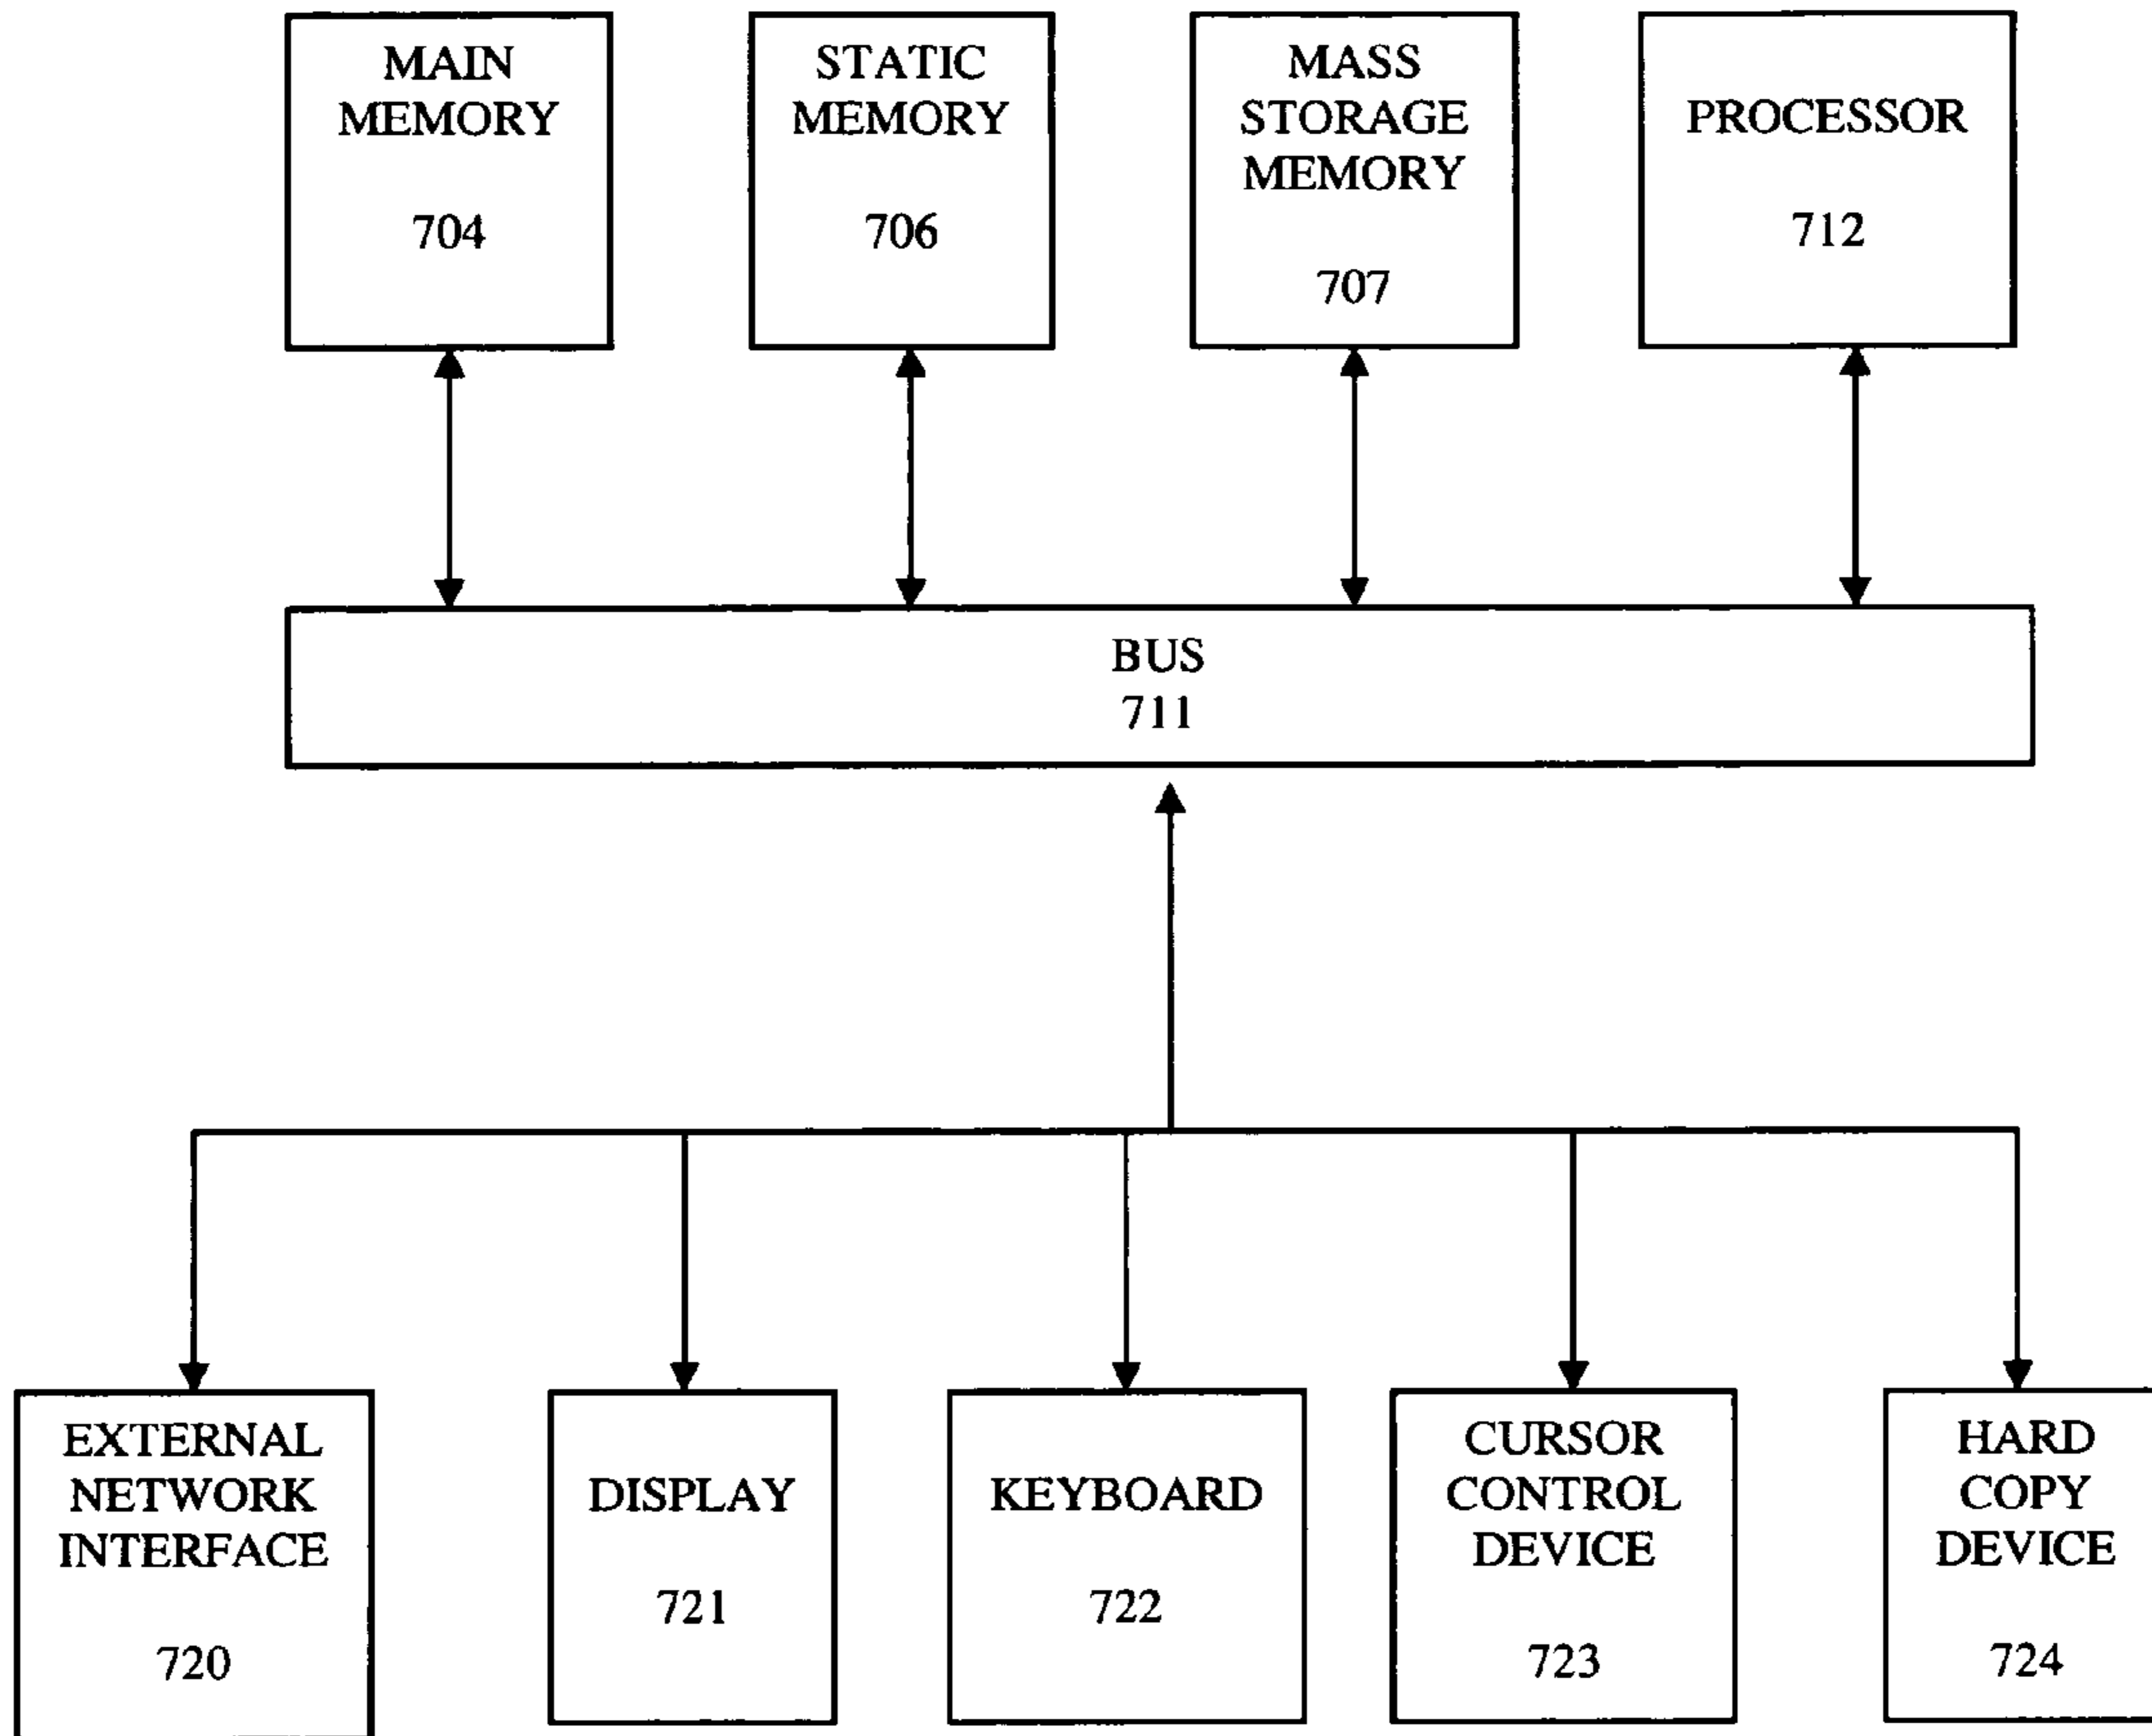 MAIN
MEMORY
704
STATIC
MEMORY
706
MASS
STORAGE
MEMORY
707
PROCESSOR
712
BUS
711
EXTERNAL
NETWORK
INTERFACE
720
DISPLAY
721
KEYBOARD
722
CURSOR
CONTROL
DEVICE
723
HARD
COPY
DEVICE
724